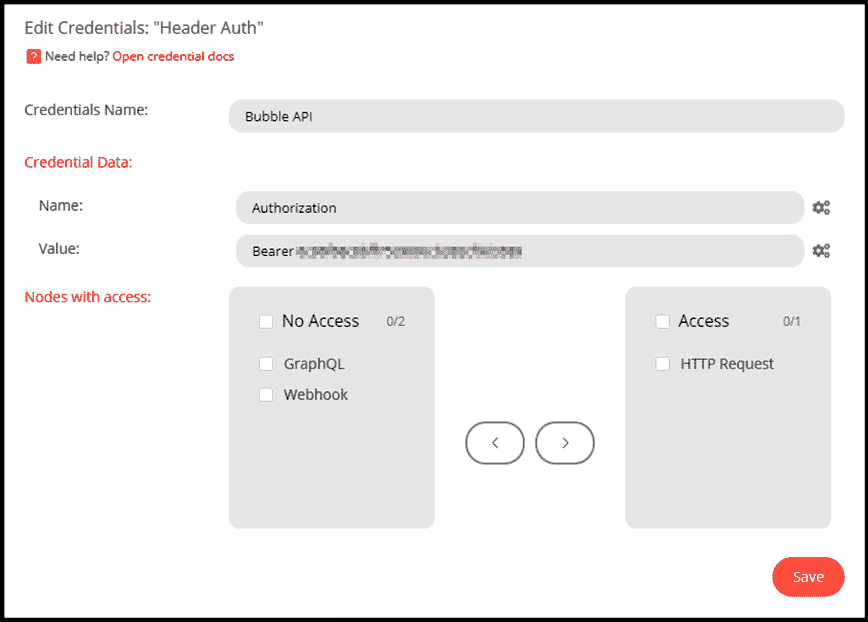 Edit Credentials: "Header Auth"
? Need help? Open credential docs
Credentials Name:
Bubble API
Credential Data:
Name:
Authorization
Value:
Bearer
Nodes with access:
No Access 0/2
GraphQL
Webhook
Access 0/1
HTTP Request
Save